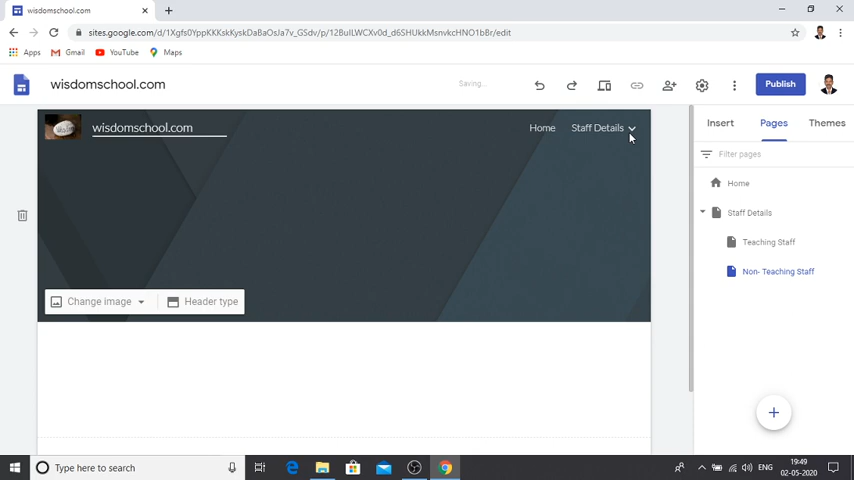 wisdomschool.com
sites.google.com/d/1Xgfs0YppKKKskKyskDaBaOsJa7v_GSdv/p/12BulWCXv0d_d6SHUkkMsnvkcHNO1bBr/edit
Apps Gmail YouTube Maps
wisdomschool.com Saving... Publish
wisdomschool.com Home Staff Details
Insert Pages Themes
Filter pages
Home
Staff Details
Teaching Staff
Non- Teaching Staff
Change image Header type
Type here to search
ENG
19:49
02-05-2020